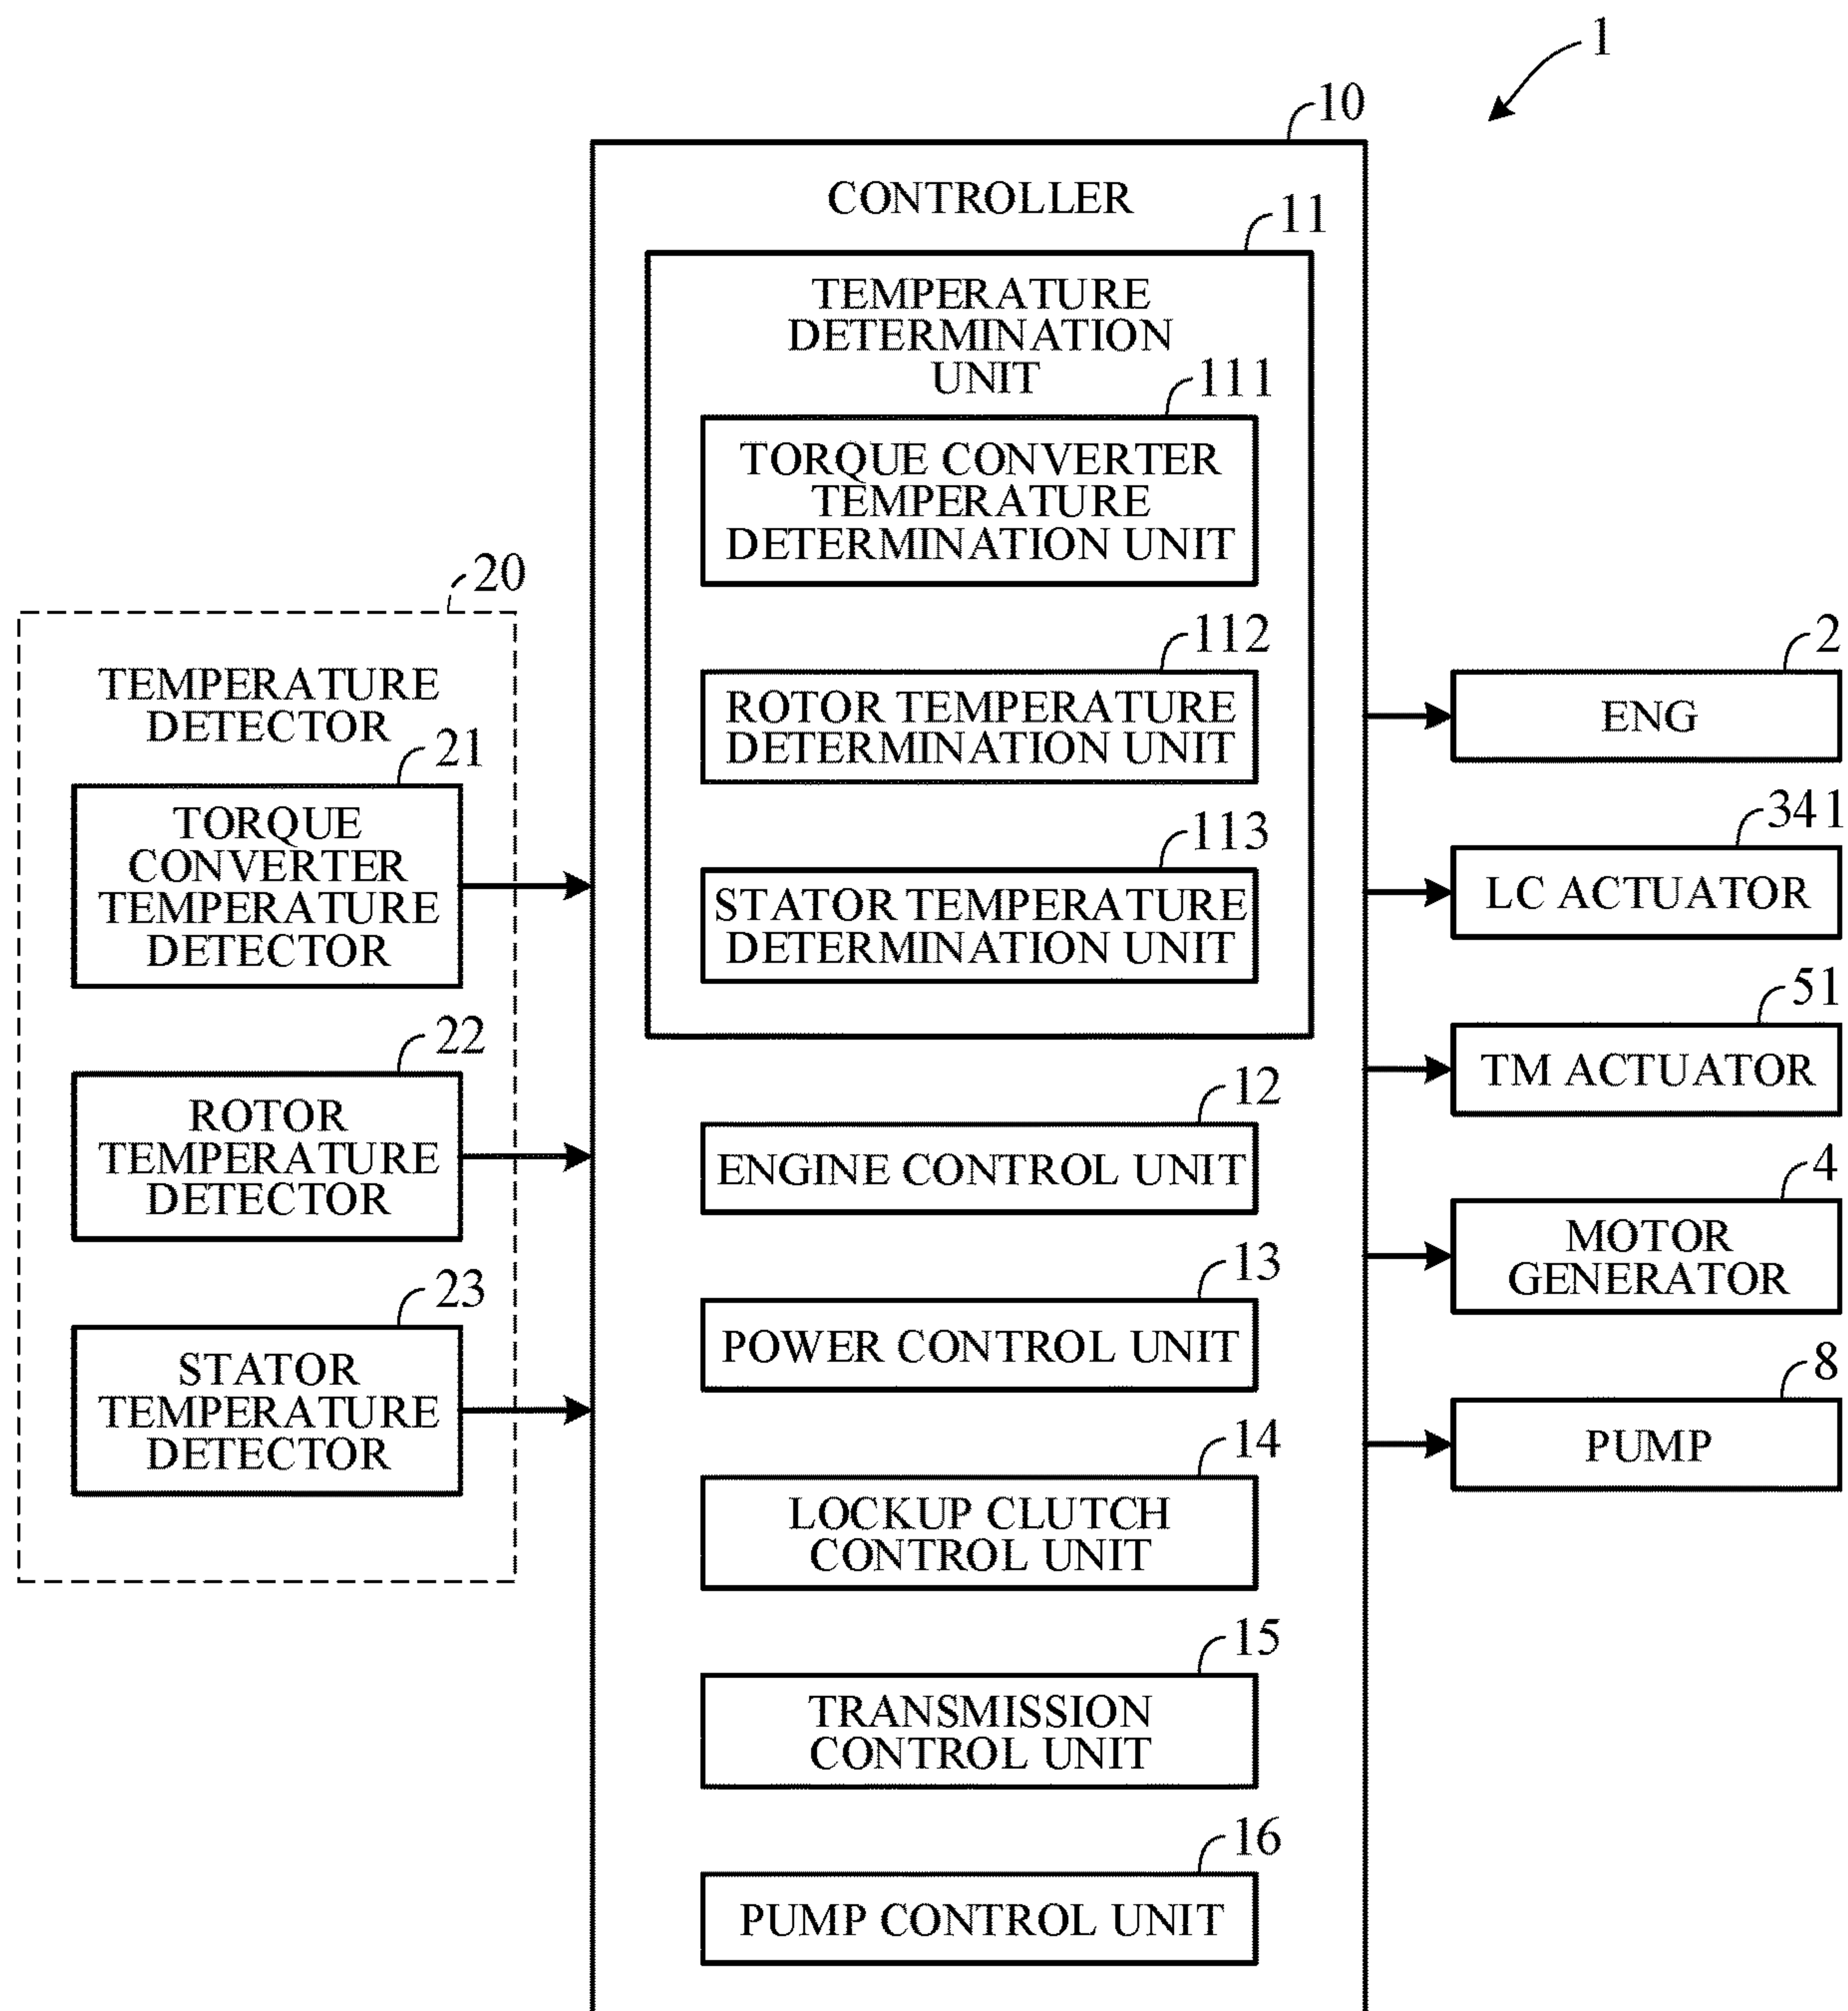 1
10
CONTROLLER
11
TEMPERATURE
DETERMINATION
UNIT
111
TORQUE CONVERTER
TEMPERATURE
DETERMINATION UNIT
112
ROTOR TEMPERATURE
DETERMINATION UNIT
113
STATOR TEMPERATURE
DETERMINATION UNIT
12
ENGINE CONTROL UNIT
13
POWER CONTROL UNIT
14
LOCKUP CLUTCH
CONTROL UNIT
15
TRANSMISSION
CONTROL UNIT
16
PUMP CONTROL UNIT
20
TEMPERATURE
DETECTOR
21
TORQUE
CONVERTER
TEMPERATURE
DETECTOR
22
ROTOR
TEMPERATURE
DETECTOR
23
STATOR
TEMPERATURE
DETECTOR
2
ENG
341
LC ACTUATOR
51
TM ACTUATOR
4
MOTOR
GENERATOR
8
PUMP